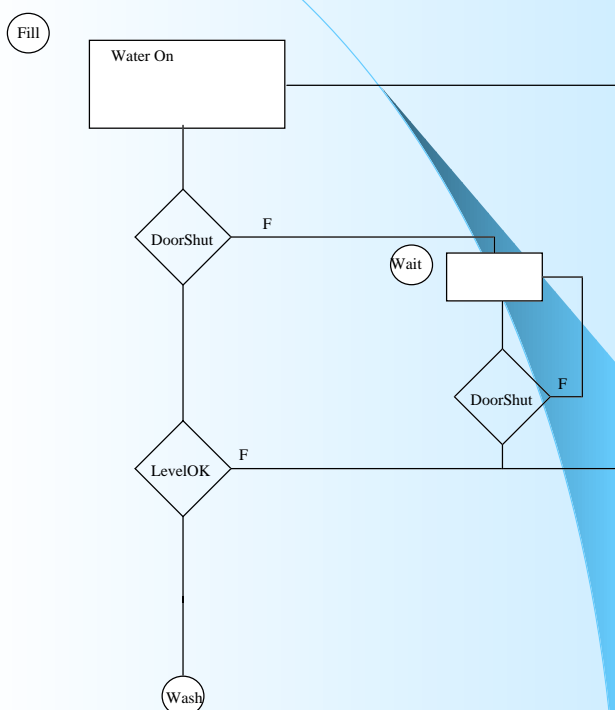 Fill
Water On
DoorShut
F
Wait
DoorShut
F
LevelOK
F
Wash